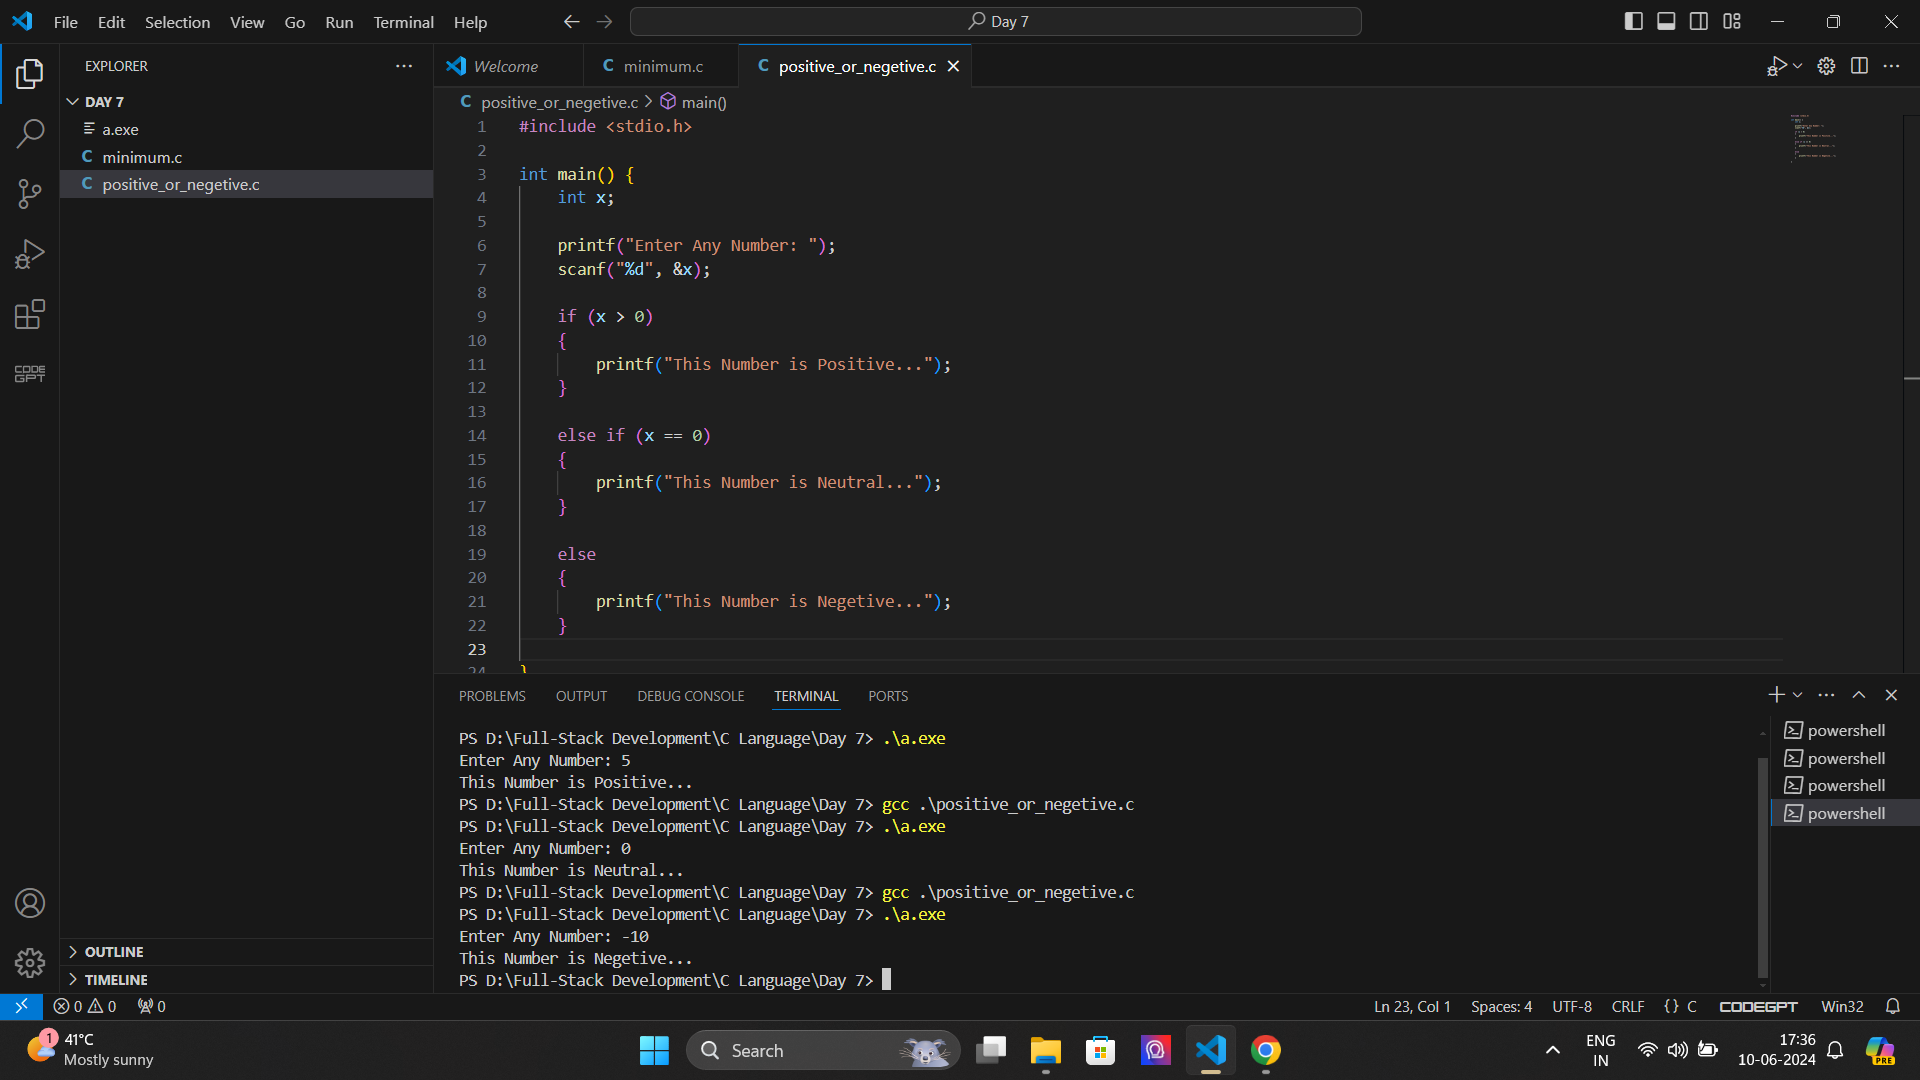 File Edit Selection View Go Run Terminal Help
Day 7
EXPLORER
DAY 7
a.exe
C minimum.c
C positive_or_negetive.c
OUTLINE
TIMELINE
CODE
GPT
Welcome
C minimum.c
C positive_or_negetive.c
C positive_or_negetive.c > main()
1 #include <stdio.h>
2
3 int main() {
4 int x;
5
6 printf("Enter Any Number: ");
7 scanf("%d", &x);
8
9 if (x > 0)
10 {
11 printf("This Number is Positive...");
12 }
13
14 else if (x == 0)
15 {
16 printf("This Number is Neutral...");
17 }
18
19 else
20 {
21 printf("This Number is Negetive...");
22 }
23
24 }
PROBLEMS OUTPUT DEBUG CONSOLE TERMINAL PORTS
PS D:\Full-Stack Development\C Language\Day 7> .\a.exe
Enter Any Number: 5
This Number is Positive...
PS D:\Full-Stack Development\C Language\Day 7> gcc .\positive_or_negetive.c
PS D:\Full-Stack Development\C Language\Day 7> .\a.exe
Enter Any Number: 0
This Number is Neutral...
PS D:\Full-Stack Development\C Language\Day 7> gcc .\positive_or_negetive.c
PS D:\Full-Stack Development\C Language\Day 7> .\a.exe
Enter Any Number: -10
This Number is Negetive...
PS D:\Full-Stack Development\C Language\Day 7>
powershell
powershell
powershell
powershell
0 0 0
Ln 23, Col 1 Spaces: 4 UTF-8 CRLF {} C CODEGPT Win32
1
41°C
Mostly sunny
Search
ENG
IN
17:36
10-06-2024
PRE